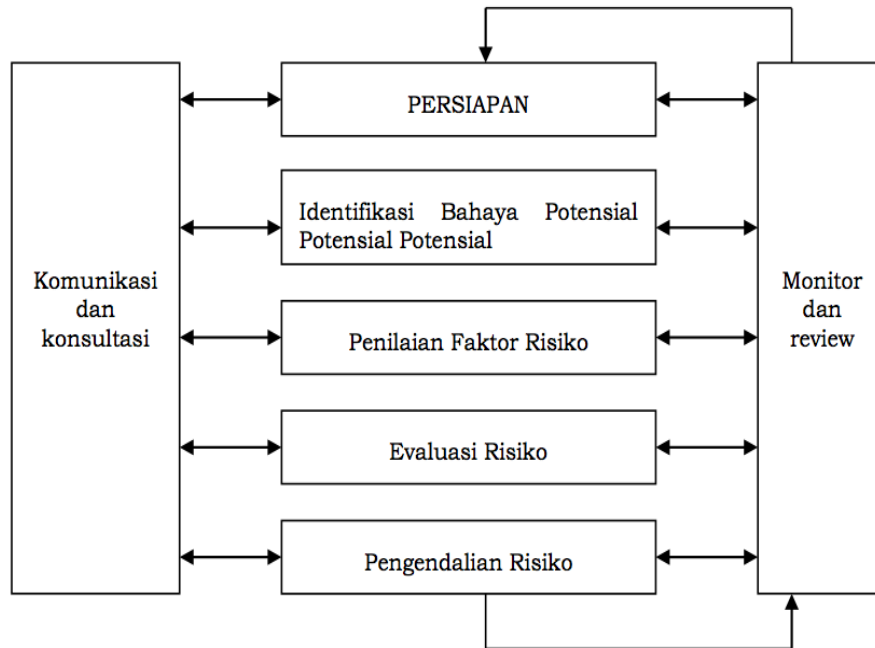 PERSIAPAN
Identifikasi Bahaya Potensial
Potensial Potensial
Komunikasi
dan
konsultasi
Penilaian Faktor Risiko
Monitor
dan
review
Evaluasi Risiko
Pengendalian Risiko